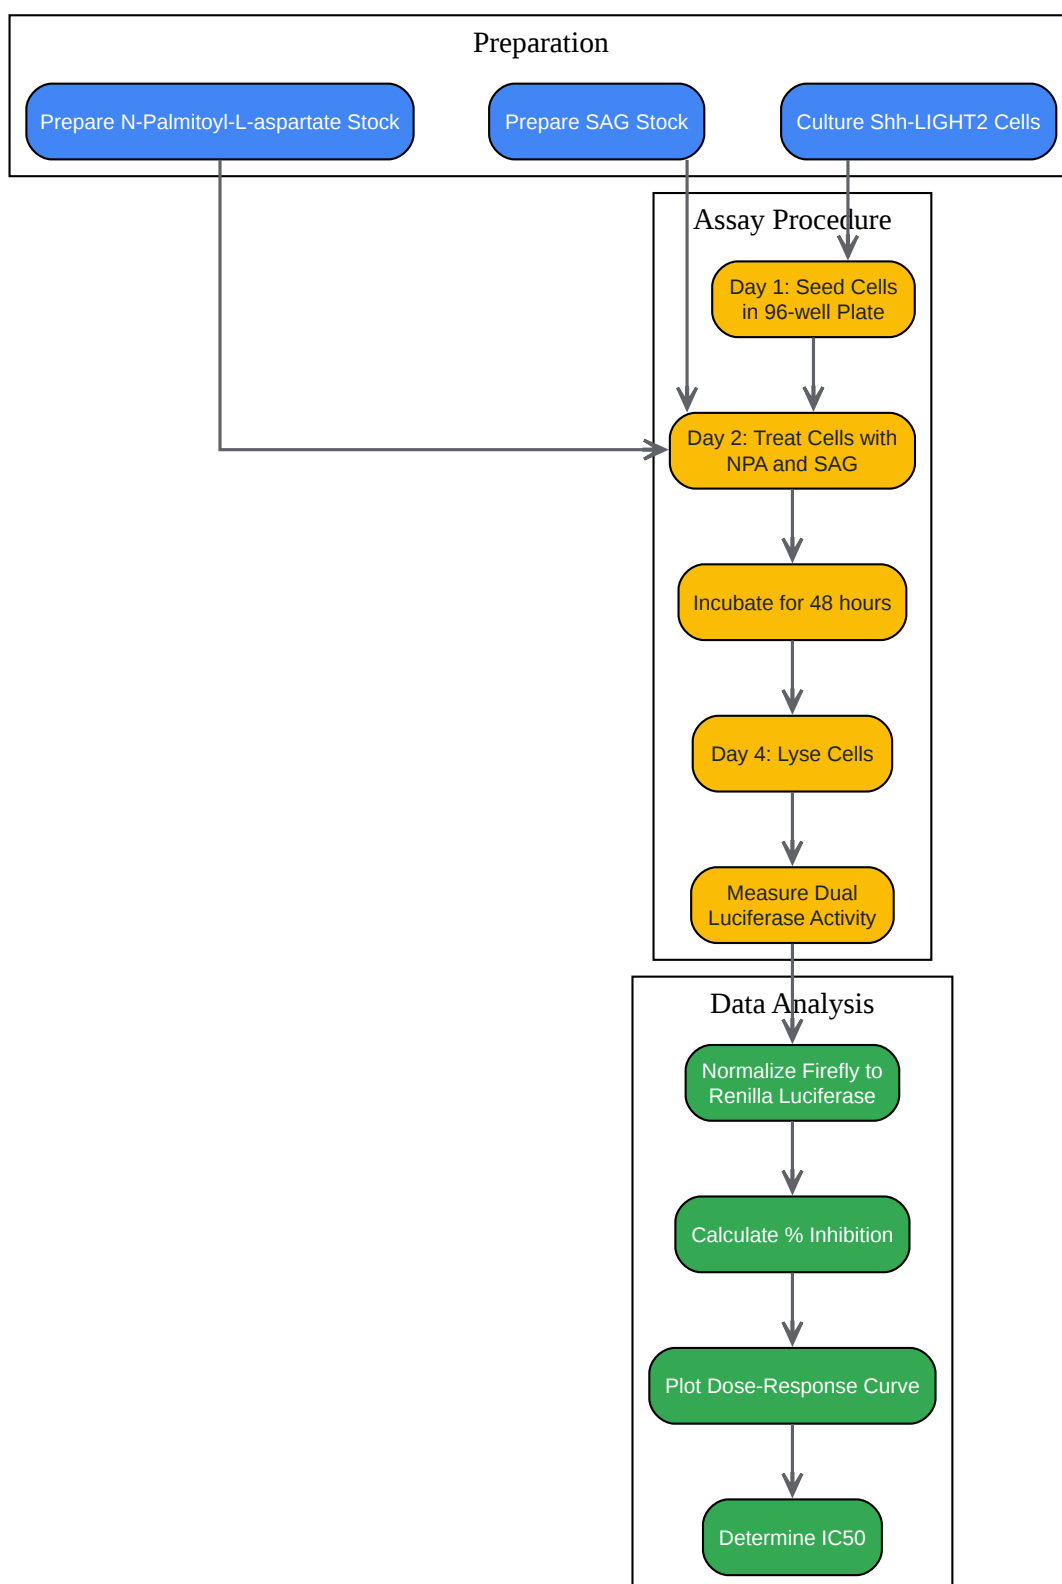 Preparation
Prepare N-Palmitoyl-L-aspartate Stock
Prepare SAG Stock
Culture Shh-LIGHT2 Cells
Assay Procedure
Day 1: Seed Cells
in 96-well Plate
Day 2: Treat Cells with
NPA and SAG
Incubate for 48 hours
Day 4: Lyse Cells
Measure Dual
Luciferase Activity
Data Analysis
Normalize Firefly to
Renilla Luciferase
Calculate % Inhibition
Plot Dose-Response Curve
Determine IC50